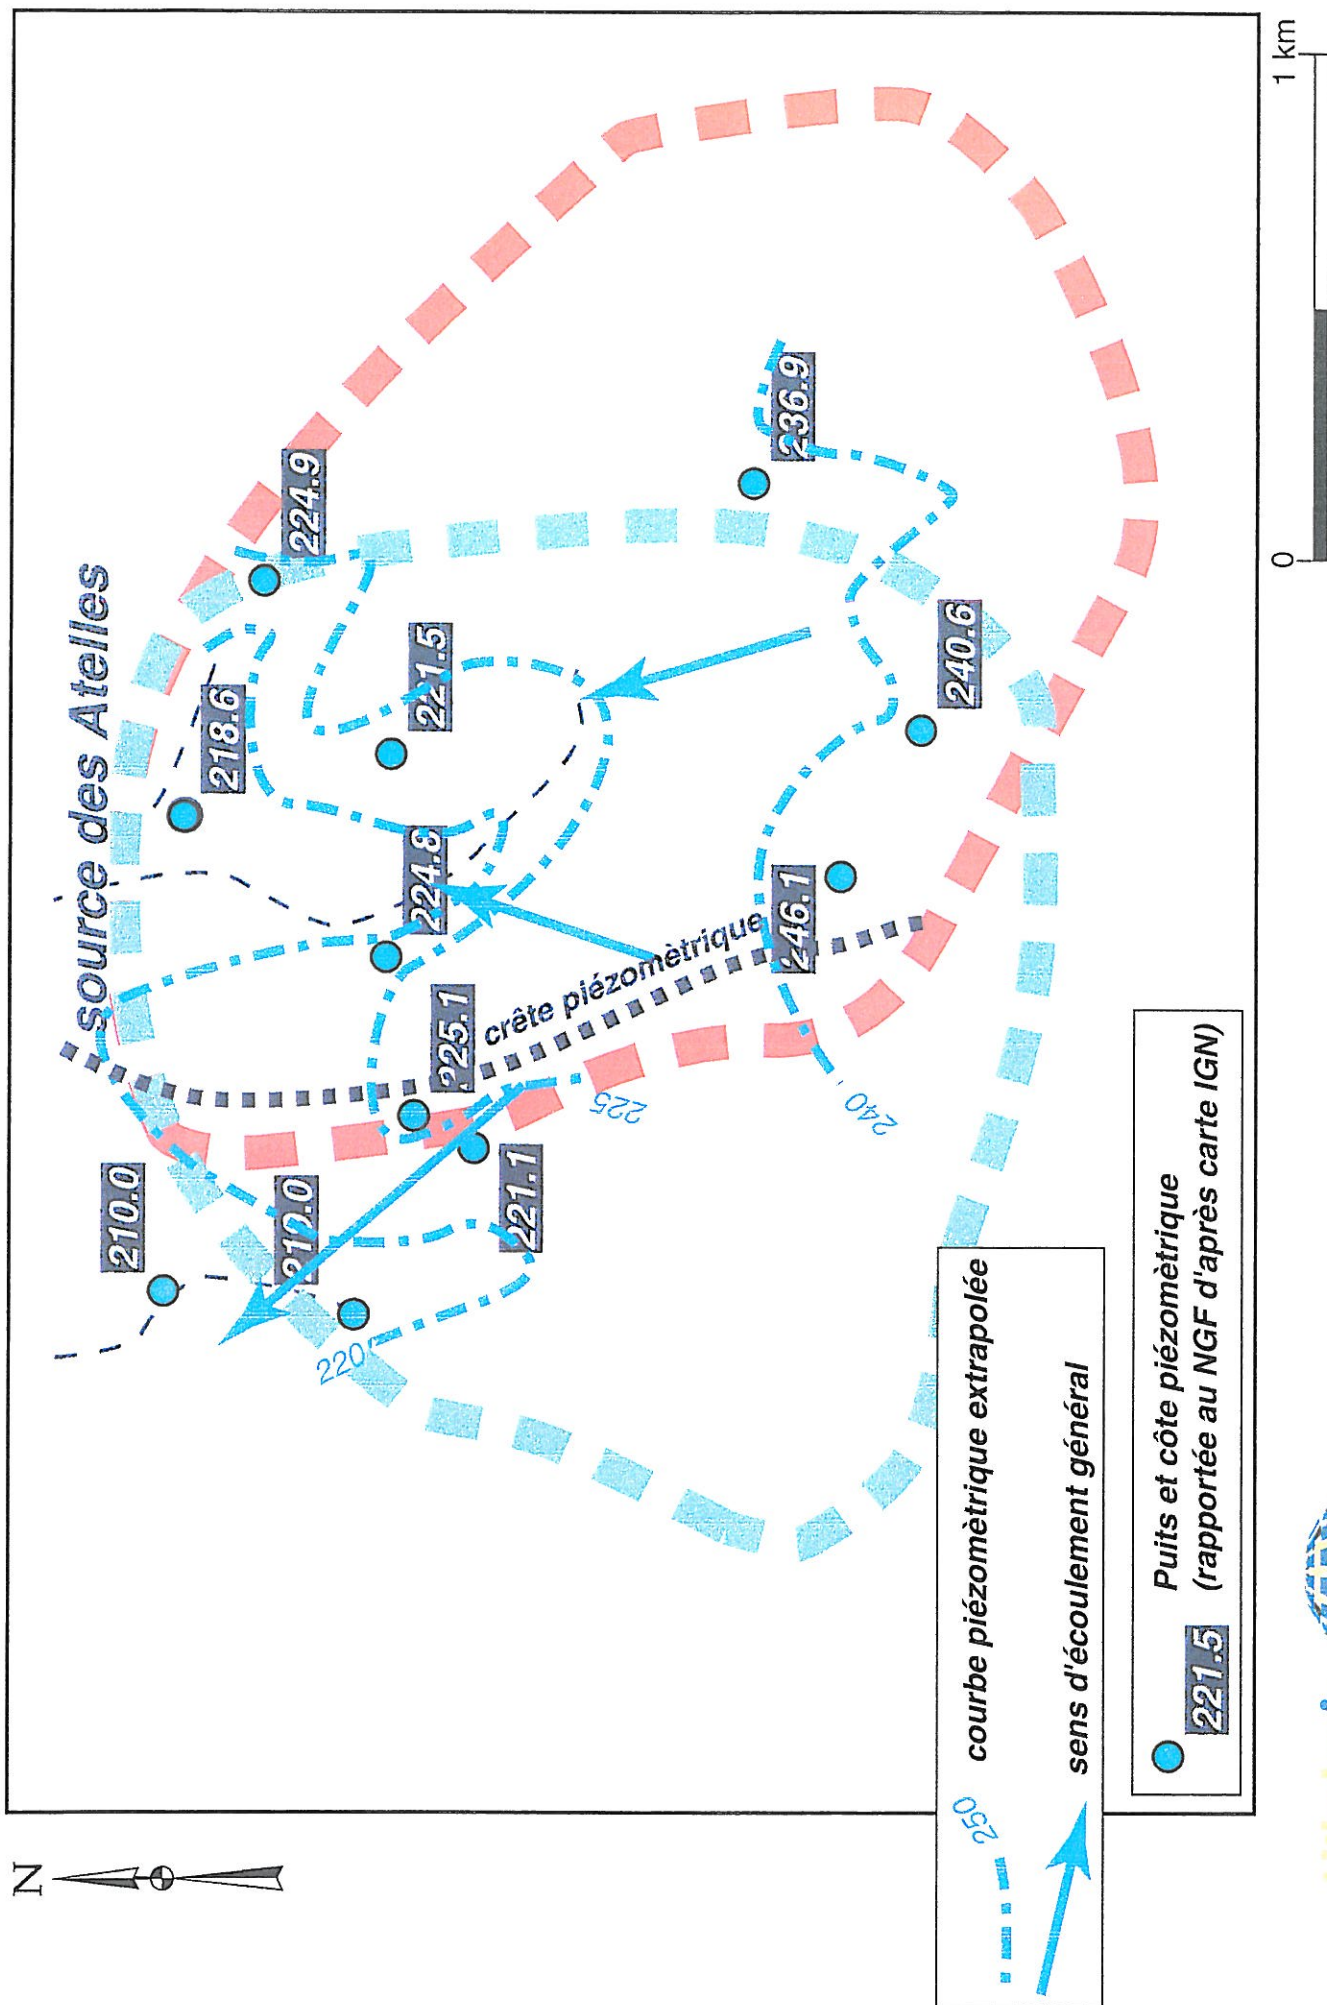 N
source des Atelles
210.0
218.6
224.9
219.0
225.1
224.8
221.5
221.1
crête piézomètrique
246.1
240.6
236.9
220
225
240
250
courbe piézomètrique extrapolée
sens d'écoulement général
221.5
Puits et côte piézomètrique
(rapportée au NGF d'après carte IGN)
0
1 km